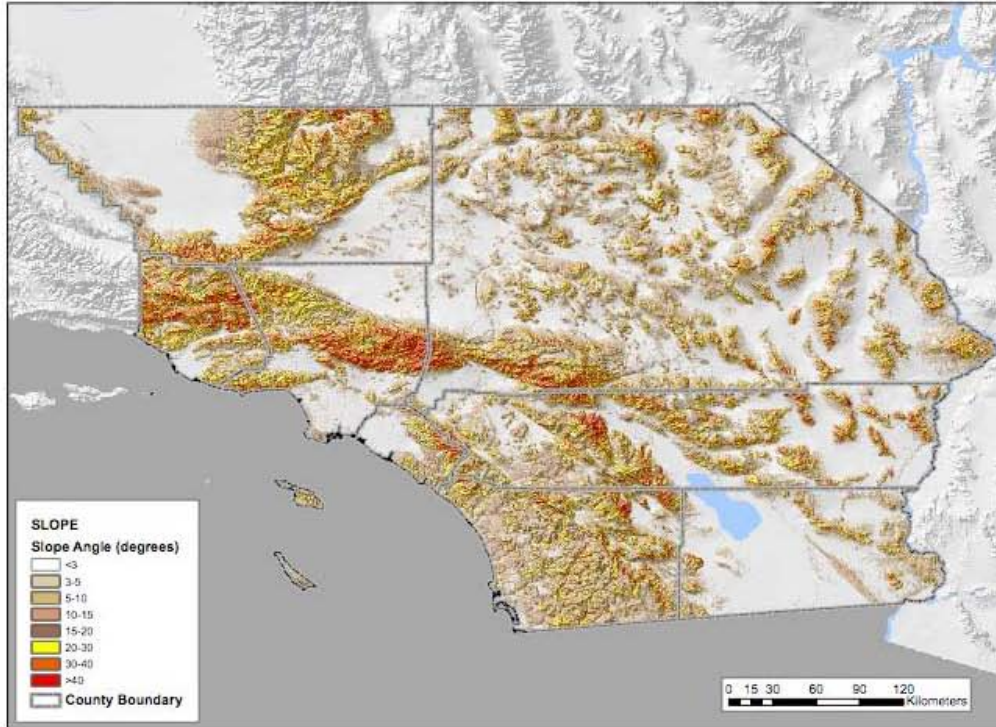 SLOPE
Slope Angle (degrees)
<3
3-5
5-10
10-15
15-20
20-30
30-40
>40
County Boundary
0 15 30 60 90 120
Kilometers